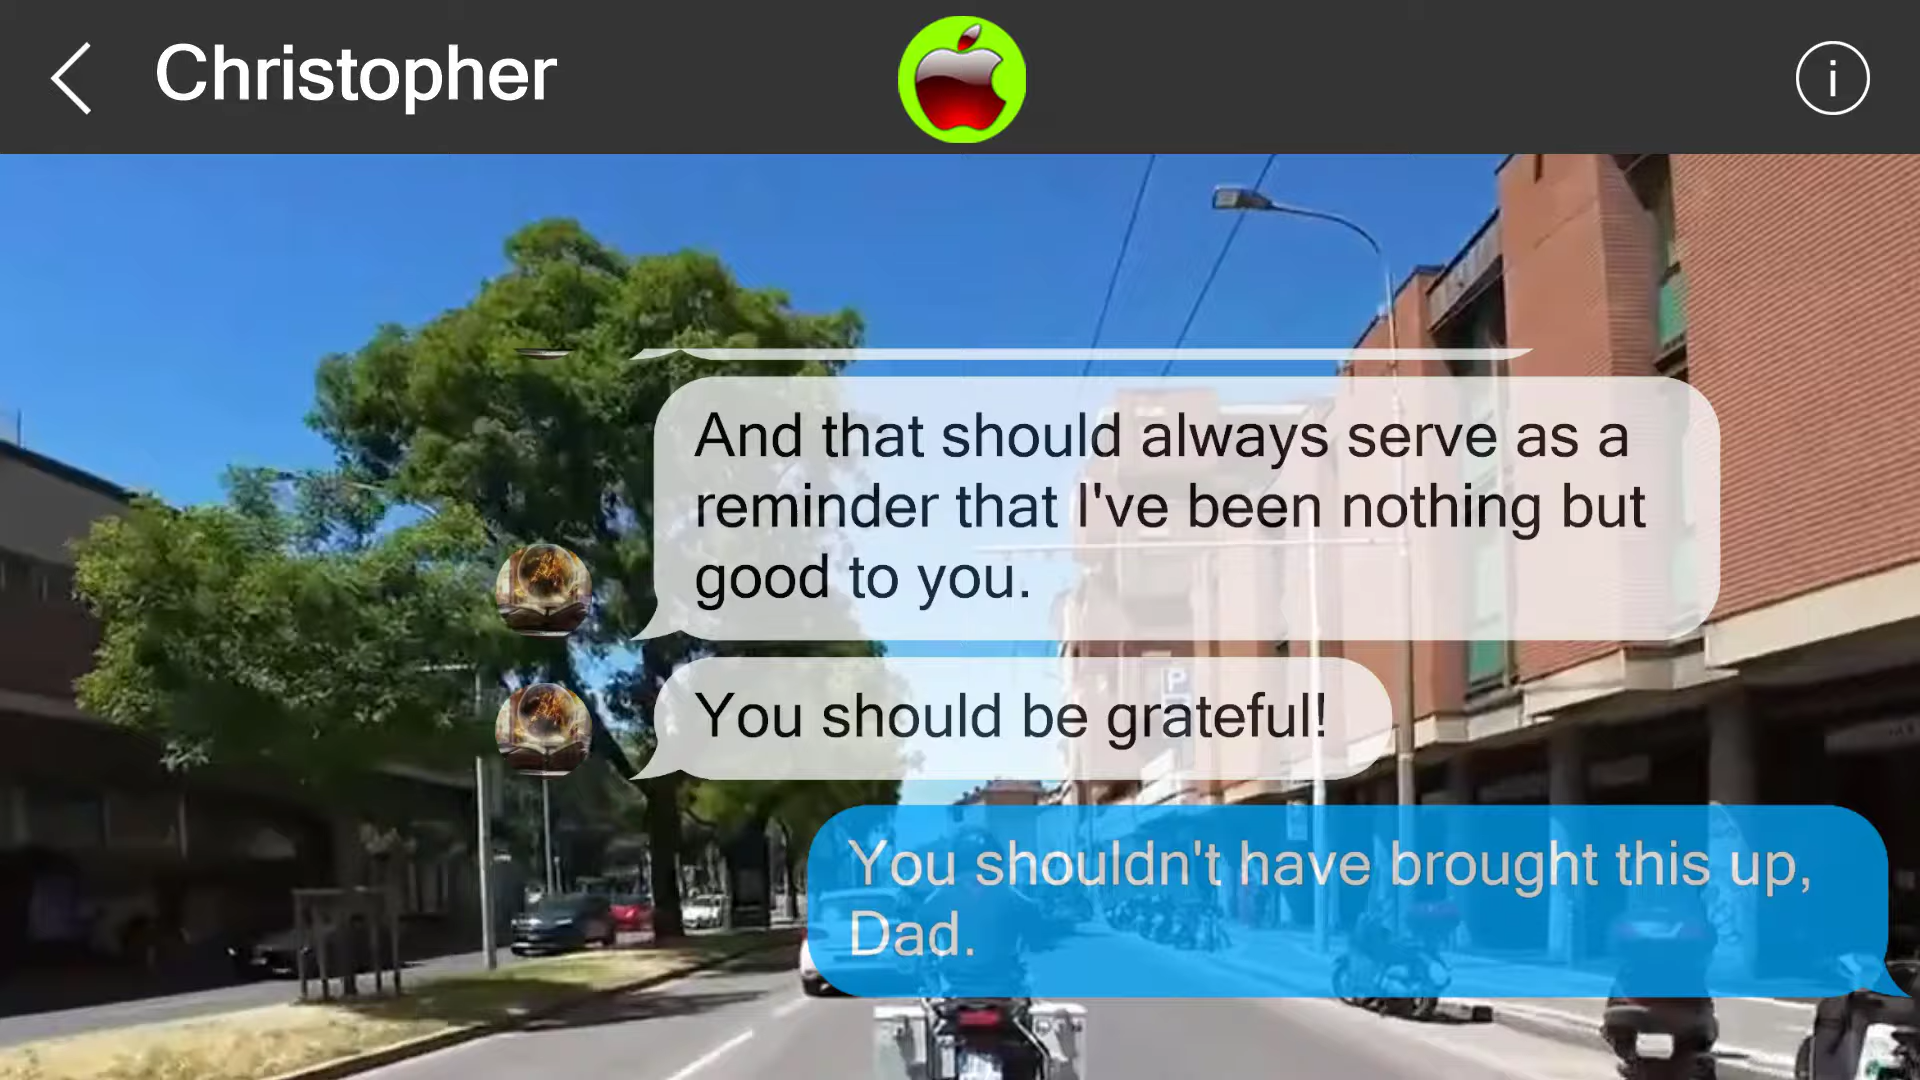 Christopher
i
And that should always serve as a
reminder that I've been nothing but
good to you.
You should be grateful!
P
You shouldn't have brought this up,
Dad.